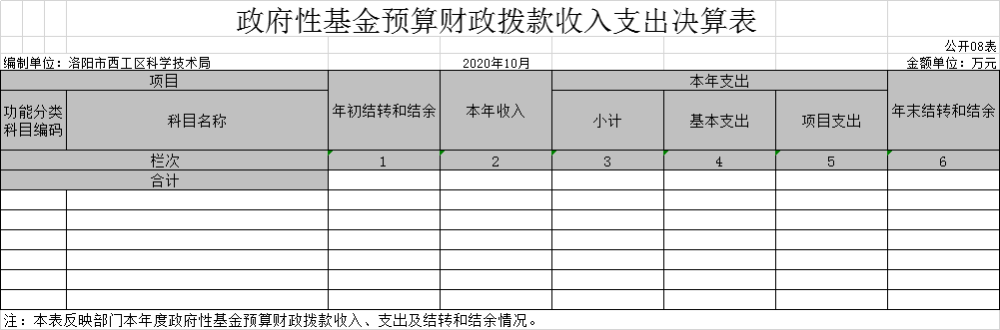 政府性基金预算财政拨款收入支出决算表
公开08表
编制单位：洛阳市西工区科学技术局 2020年10月 金额单位：万元
项目 年初结转和结余 本年收入 本年支出 年末结转和结余
功能分类科目编码 科目名称 小计 基本支出 项目支出
栏次 1 2 3 4 5 6
合计
注：本表反映部门本年度政府性基金预算财政拨款收入、支出及结转和结余情况。